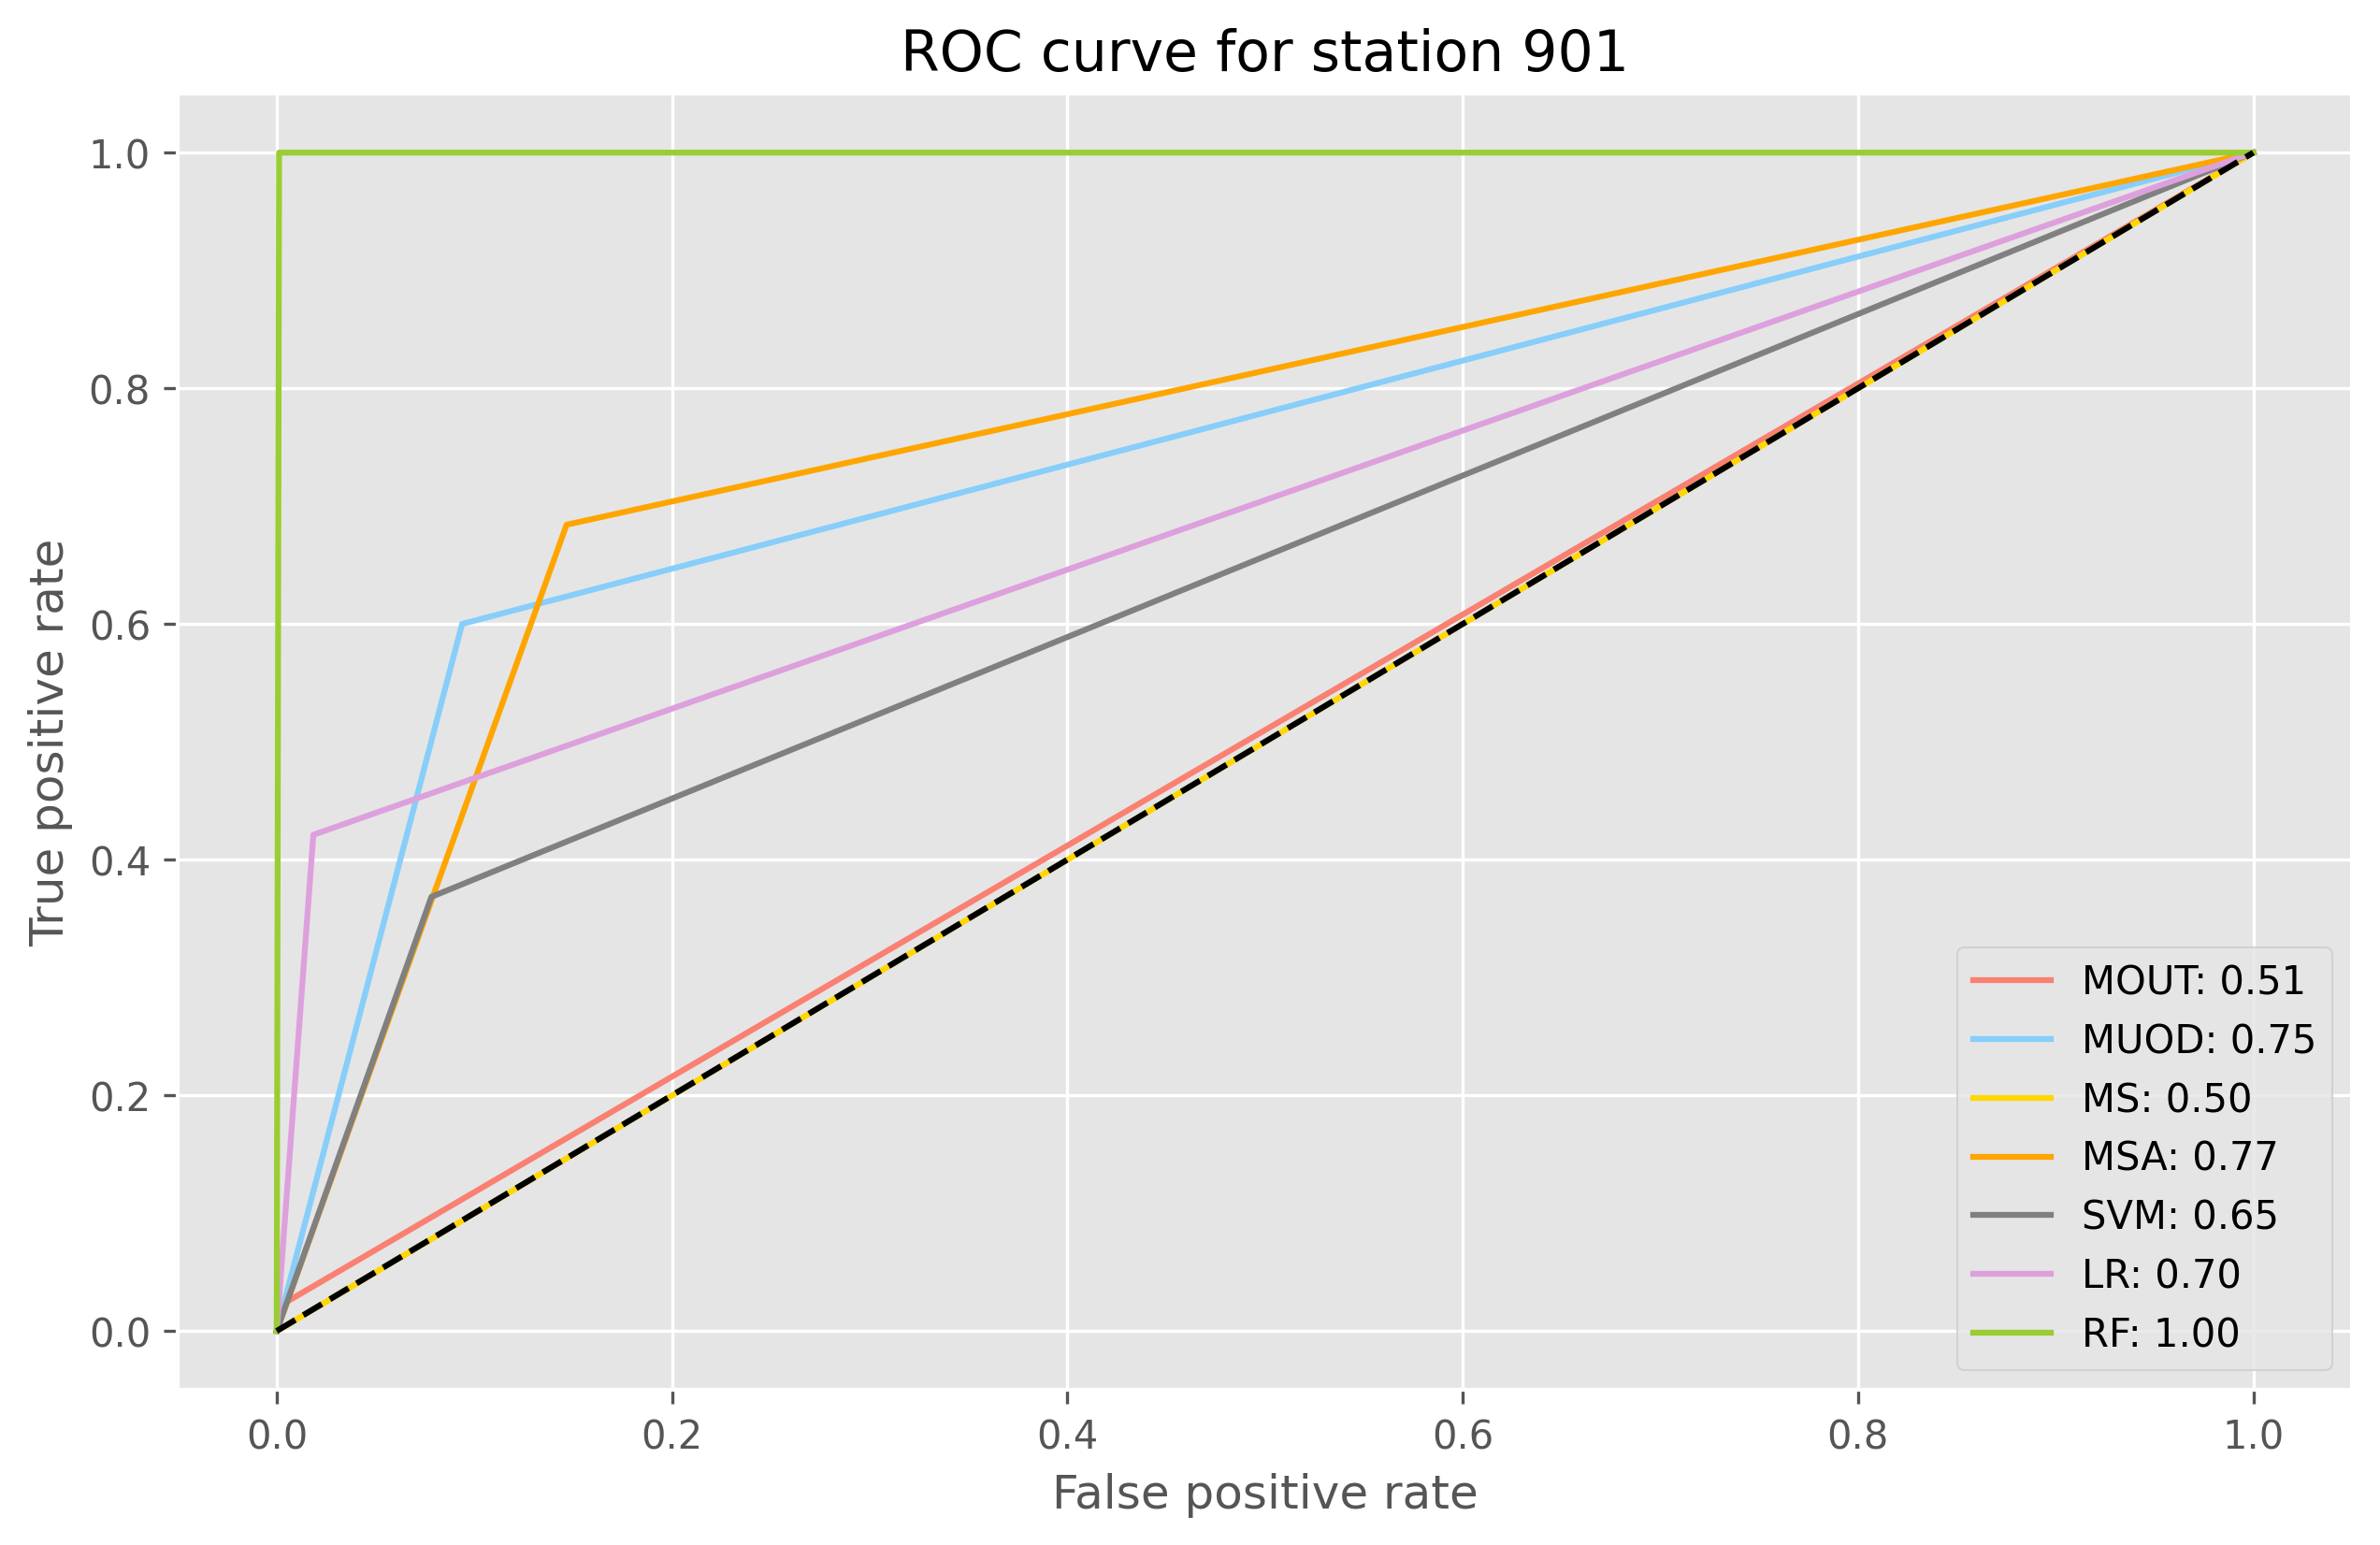 ROC curve for station 901
1.0
0.8
0.6
0.4
0.2
0.0
True positive rate
MOUT: 0.51
MUOD: 0.75
MS: 0.50
MSA: 0.77
SVM: 0.65
LR: 0.70
RF: 1.00
0.0 0.2 0.4 0.6 0.8 1.0
False positive rate